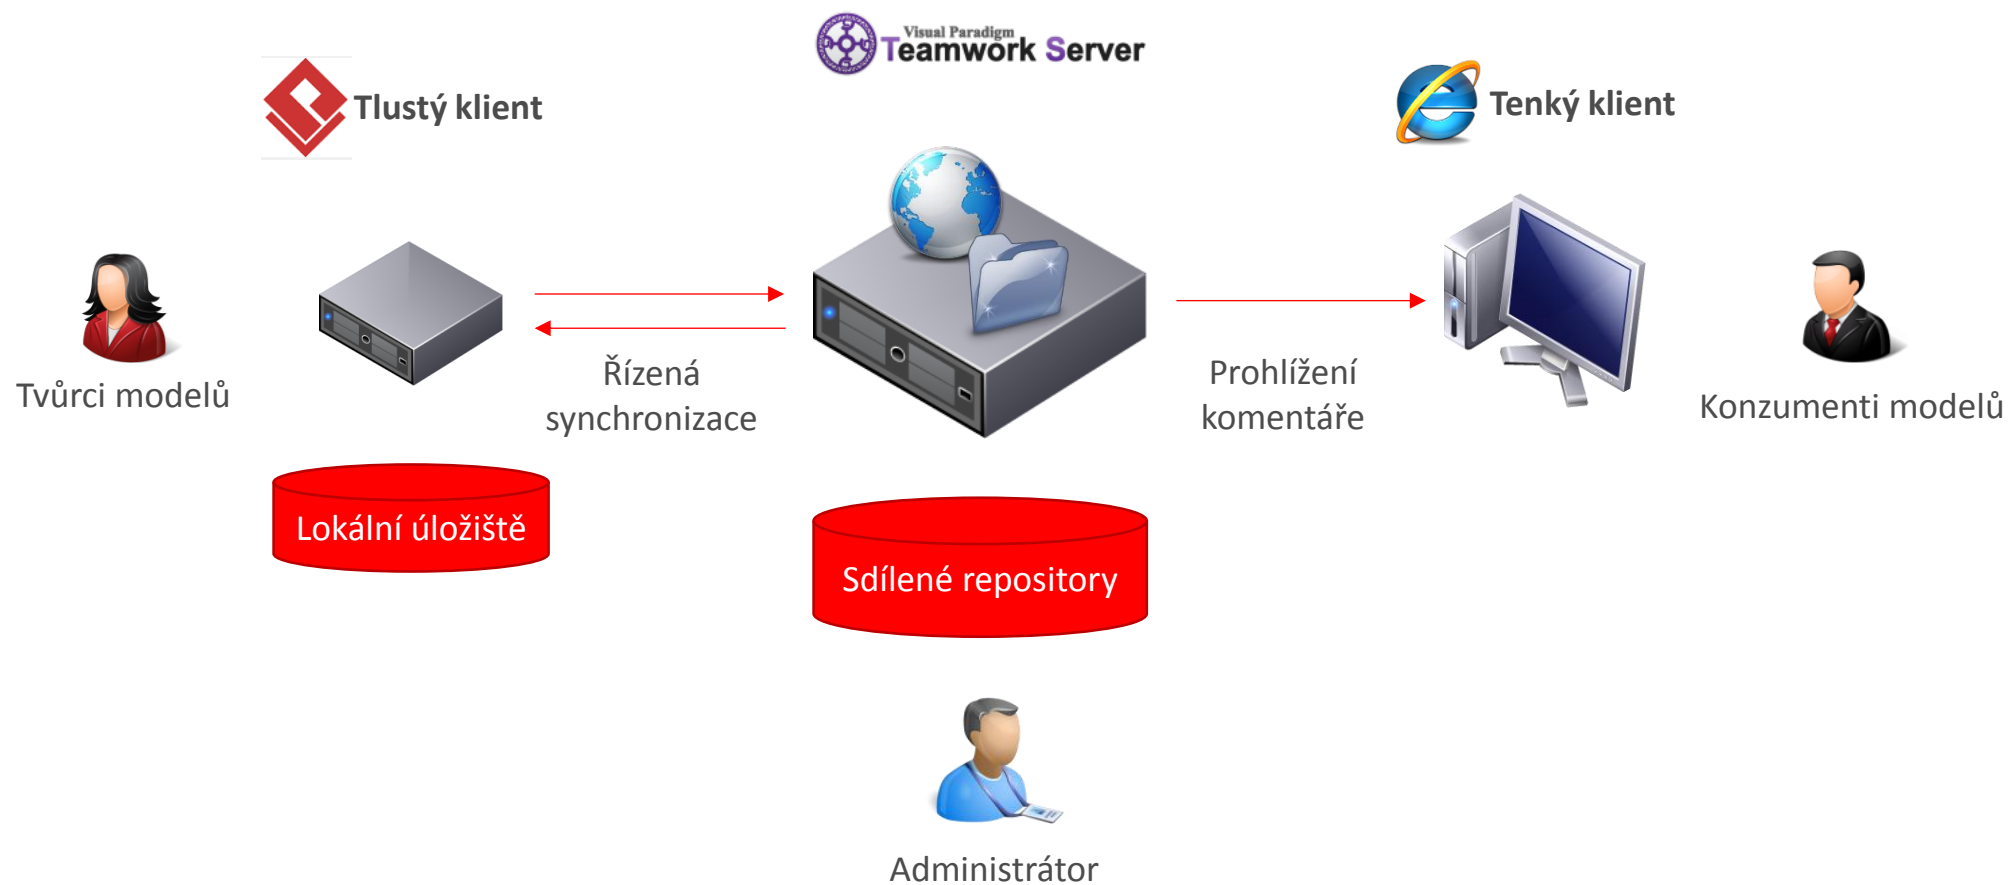 Visual Paradigm
Teamwork Server
Tlustý klient
Tenký klient
Tvůrci modelů
Řízená
synchronizace
Prohlížení
komentáře
Konzumenti modelů
Lokální úložiště
Sdílené repository
Administrátor